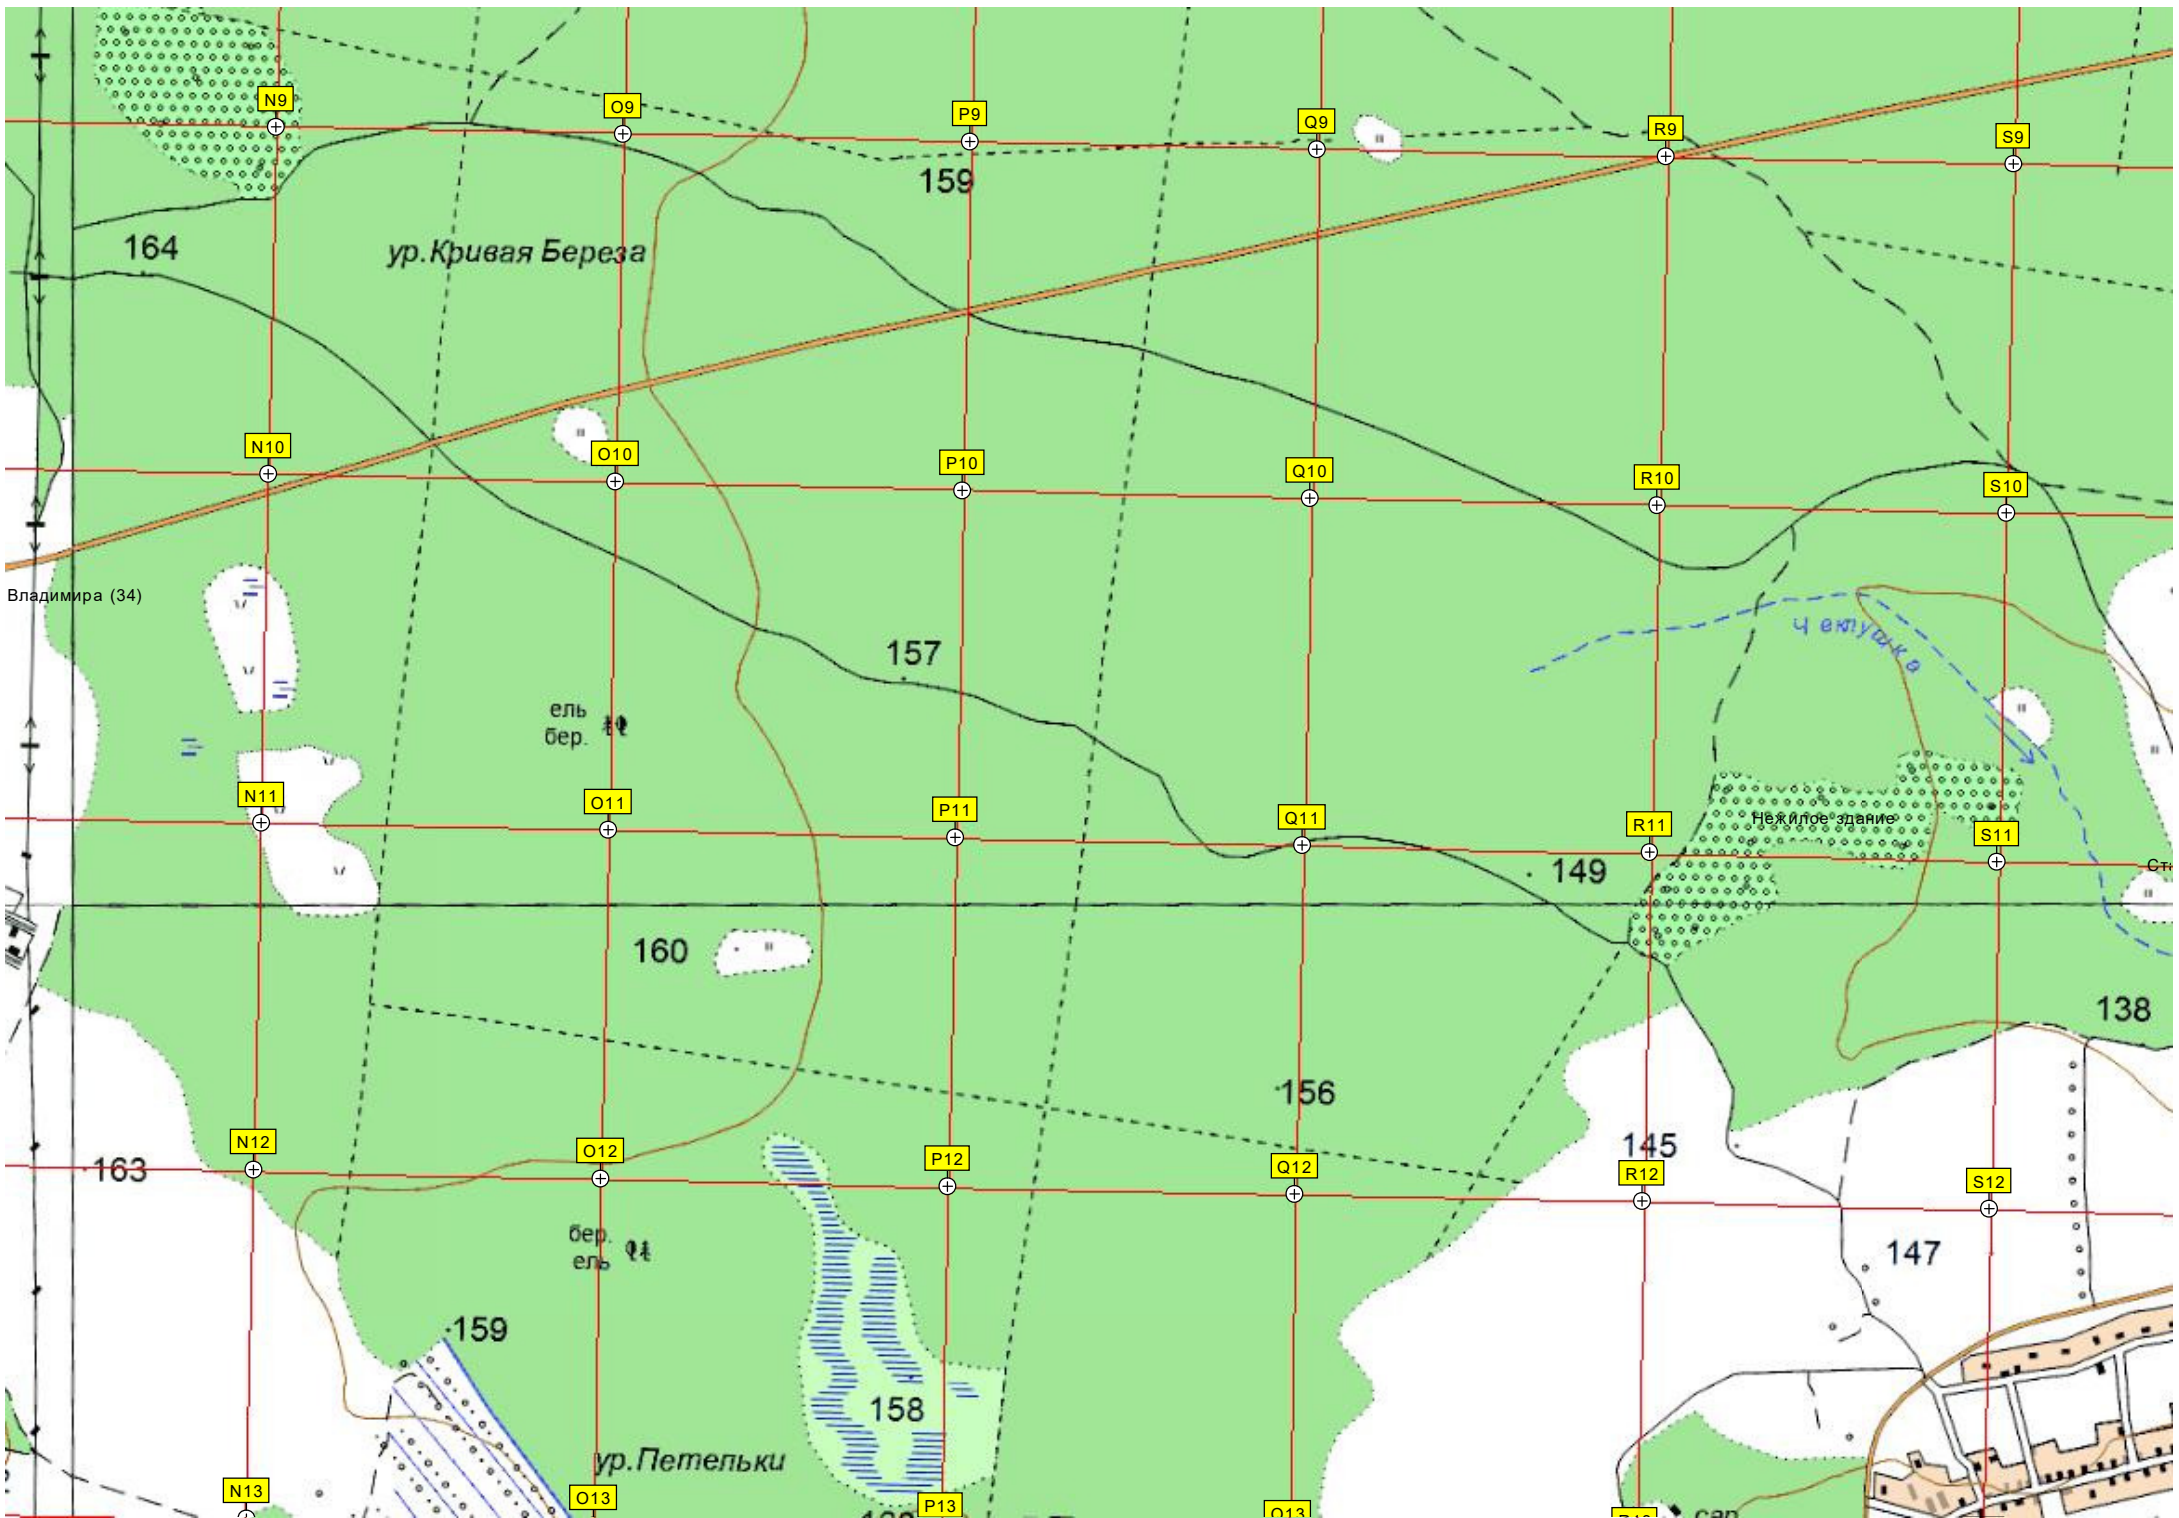 N9
O9
P9
Q9
R9
S9
159
164
ур.Кривая Береза
N10
O10
P10
Q10
R10
S10
Владимира (34)
Чеклушка
157
ель
бер.
N11
O11
P11
Q11
R11
Нежилое здание
S11
149
160
138
156
N12
O12
P12
Q12
R12
S12
145
163
147
бер.
ель
159
158
ур.Петельки
N13
O13
P13
Q13